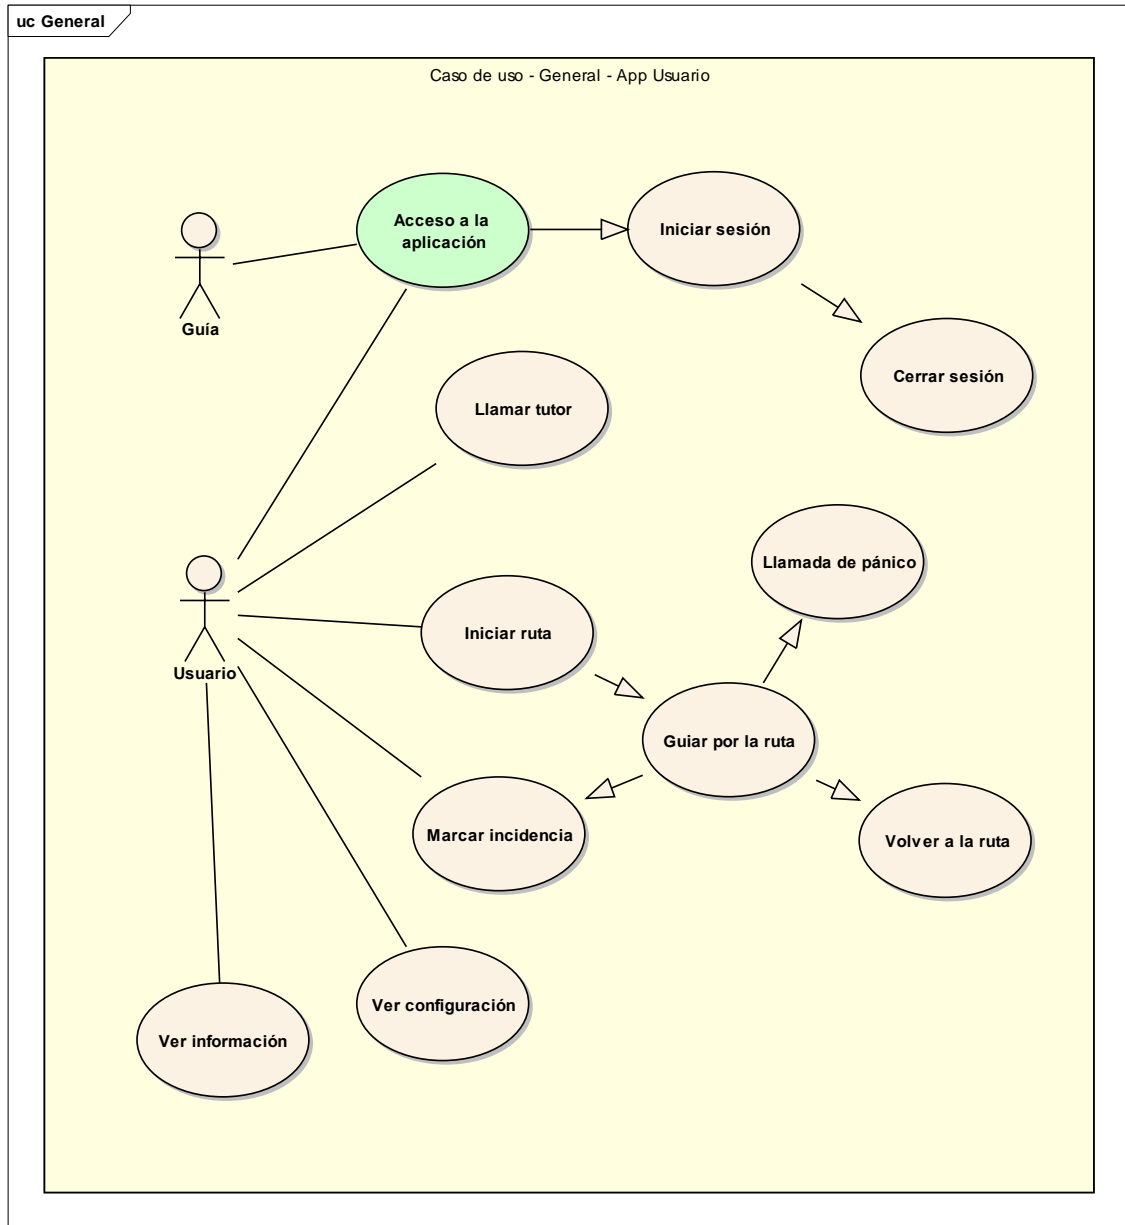 uc General
Caso de uso - General - App Usuario
Acceso a la
aplicación
Iniciar sesión
Guía
Cerrar sesión
Llamar tutor
Llamada de pánico
Iniciar ruta
Usuario
Guiar por la ruta
Marcar incidencia
Volver a la ruta
Ver configuración
Ver información